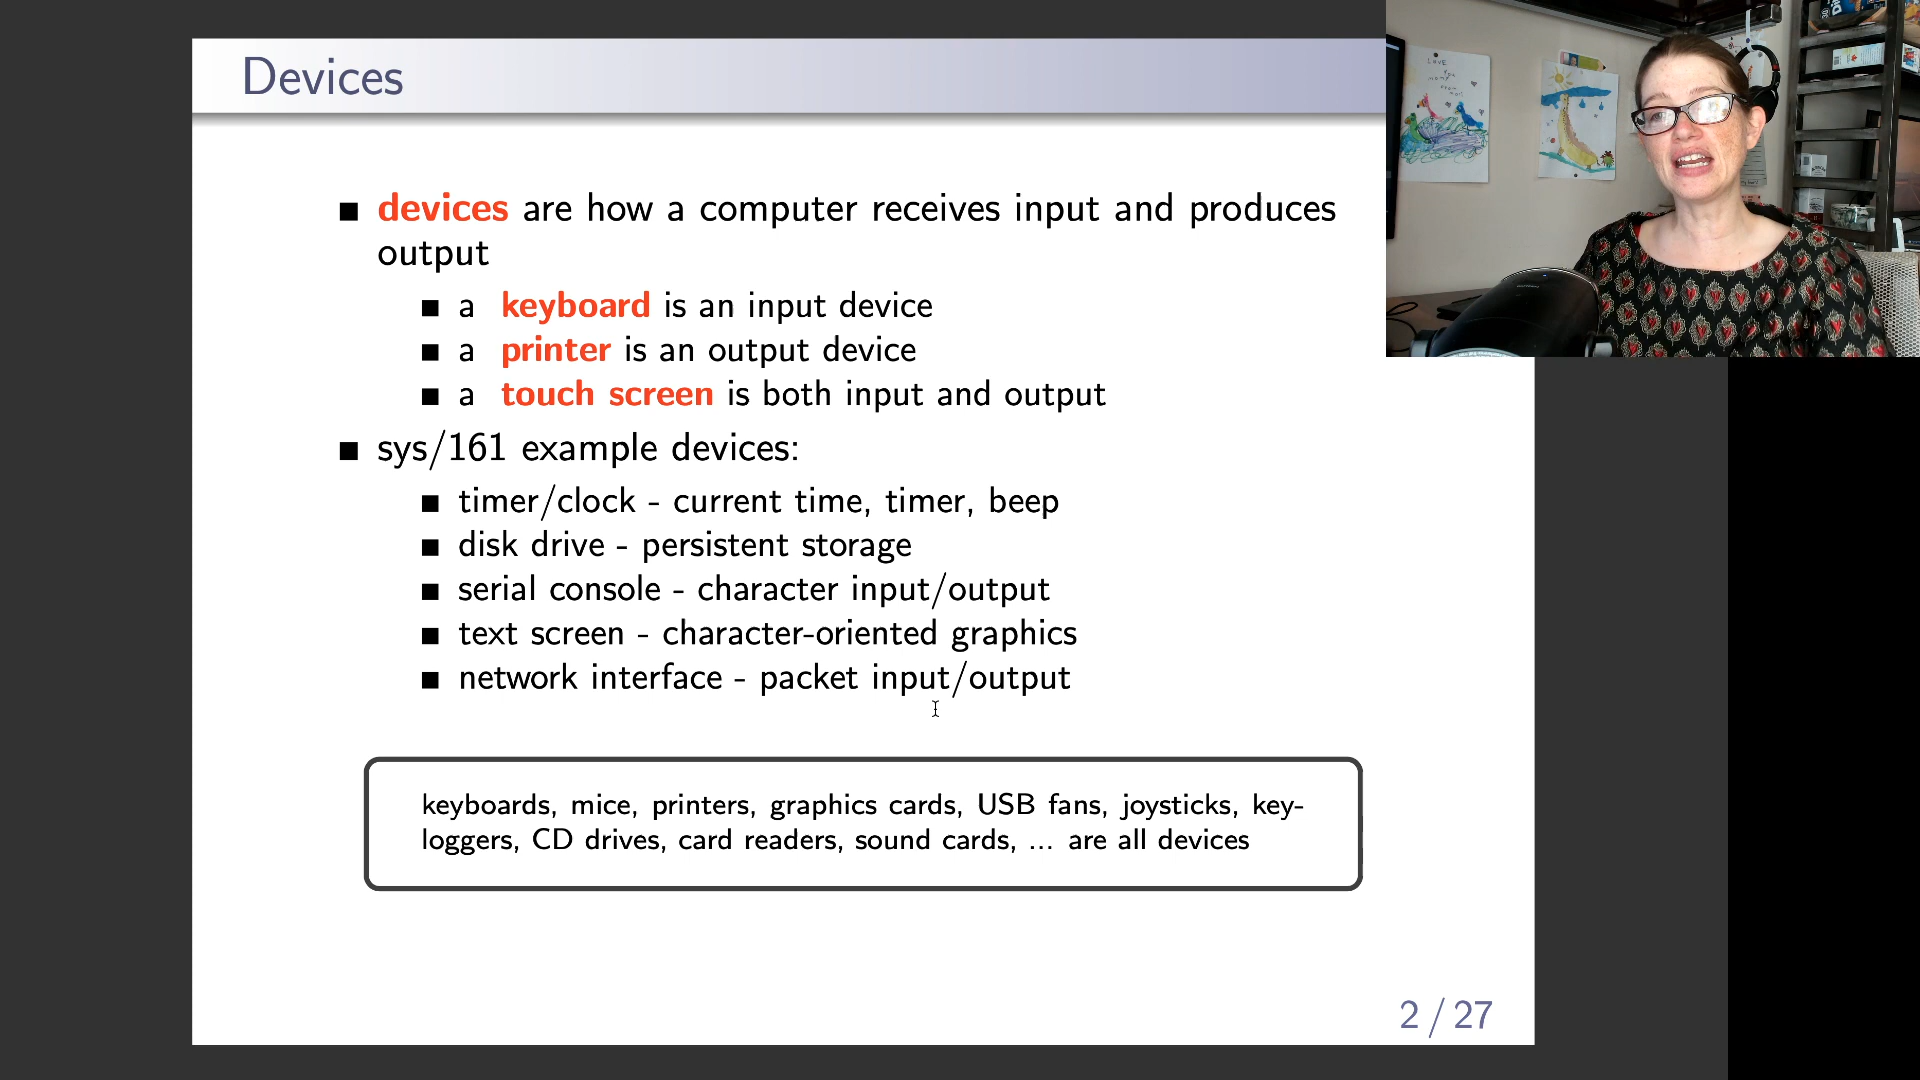 Devices
■ devices are how a computer receives input and produces
output
■ a keyboard is an input device
■ a printer is an output device
■ a touch screen is both input and output
■ sys/161 example devices:
■ timer/clock - current time, timer, beep
■ disk drive - persistent storage
■ serial console - character input/output
■ text screen - character-oriented graphics
■ network interface - packet input/output
keyboards, mice, printers, graphics cards, USB fans, joysticks, key-
loggers, CD drives, card readers, sound cards, ... are all devices
2 / 27
LOVE